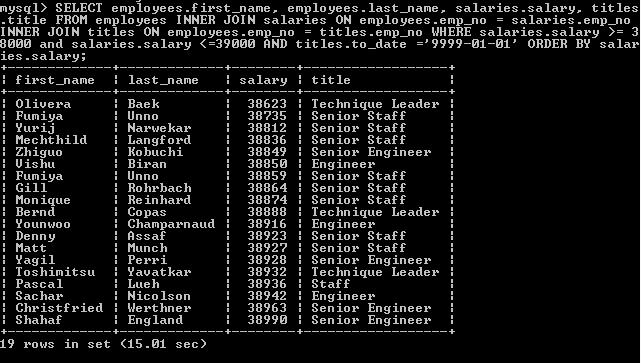 mysql> SELECT employees.first_name, employees.last_name, salaries.salary, titles
.title FROM employees INNER JOIN salaries ON employees.emp_no = salaries.emp_no
INNER JOIN titles ON employees.emp_no = titles.emp_no WHERE salaries.salary >= 3
8000 and salaries.salary <=39000 AND titles.to_date ='9999-01-01' ORDER BY salar
ies.salary;
+-------------+-------------+--------+------------------+
| first_name | last_name | salary | title |
+-------------+-------------+--------+------------------+
| Olivera | Baek | 38623 | Technique Leader |
| Fumiya | Unno | 38735 | Senior Staff |
| Yurij | Narwekar | 38812 | Senior Staff |
| Mechthild | Langford | 38836 | Senior Staff |
| Zhiguo | Kobuchi | 38849 | Senior Engineer |
| Vishu | Biran | 38850 | Engineer |
| Fumiya | Unno | 38859 | Senior Staff |
| Gill | Rohrbach | 38864 | Senior Staff |
| Monique | Reinhard | 38874 | Senior Staff |
| Bernd | Copas | 38888 | Technique Leader |
| Younwoo | Champarnaud | 38916 | Engineer |
| Denny | Assaf | 38923 | Senior Staff |
| Matt | Munch | 38927 | Senior Staff |
| Yagil | Perri | 38928 | Senior Engineer |
| Toshimitsu | Yavatkar | 38932 | Technique Leader |
| Pascal | Lueh | 38936 | Staff |
| Sachar | Nicolson | 38942 | Engineer |
| Christfried | Werthner | 38963 | Senior Engineer |
| Shahaf | England | 38990 | Senior Engineer |
+-------------+-------------+--------+------------------+
19 rows in set (15.01 sec)